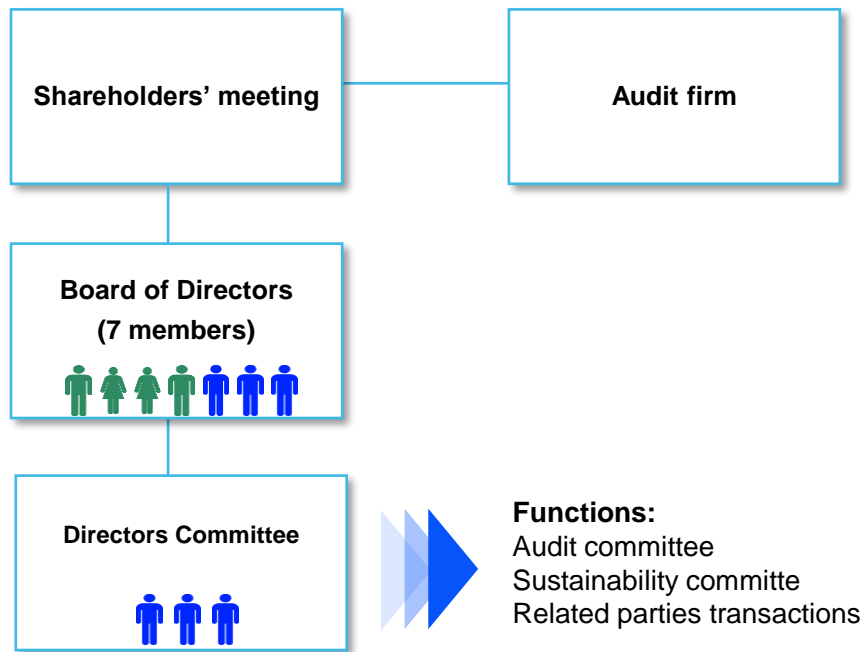 Shareholders’ meeting
Audit firm
Board of Directors
(7 members)
Directors Committee
Functions:
Audit committee
Sustainability committe
Related parties transactions